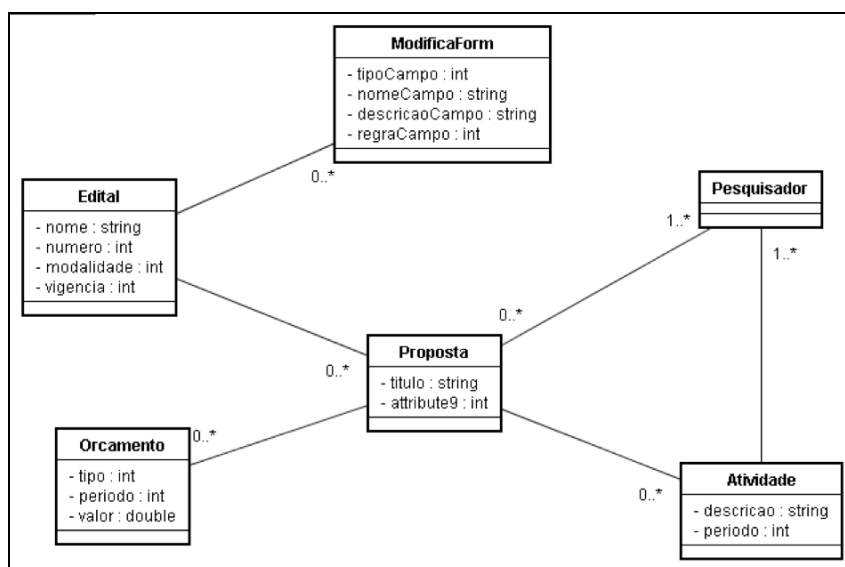 ModificaForm
- tipoCampo : int
- nomeCampo : string
- descricaoCampo : string
- regraCampo : int
0..*
Edital
- nome : string
- numero : int
- modalidade : int
- vigencia : int
Pesquisador
1..*
1..*
0..*
0..*
Proposta
- titulo : string
- attribute9 : int
0..*
Orcamento
- tipo : int
- periodo : int
- valor : double
0..*
Atividade
- descricao : string
- periodo : int